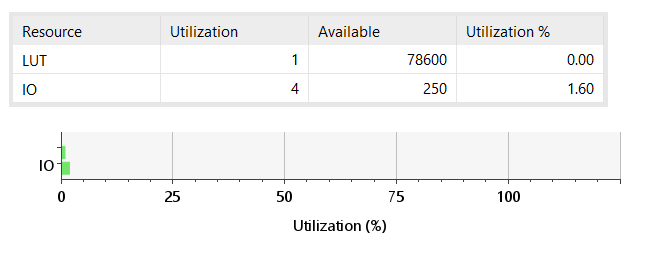 Resource Utilization Available Utilization %
LUT 1 78600 0.00
IO 4 250 1.60
IO
0 25 50 75 100
Utilization (%)